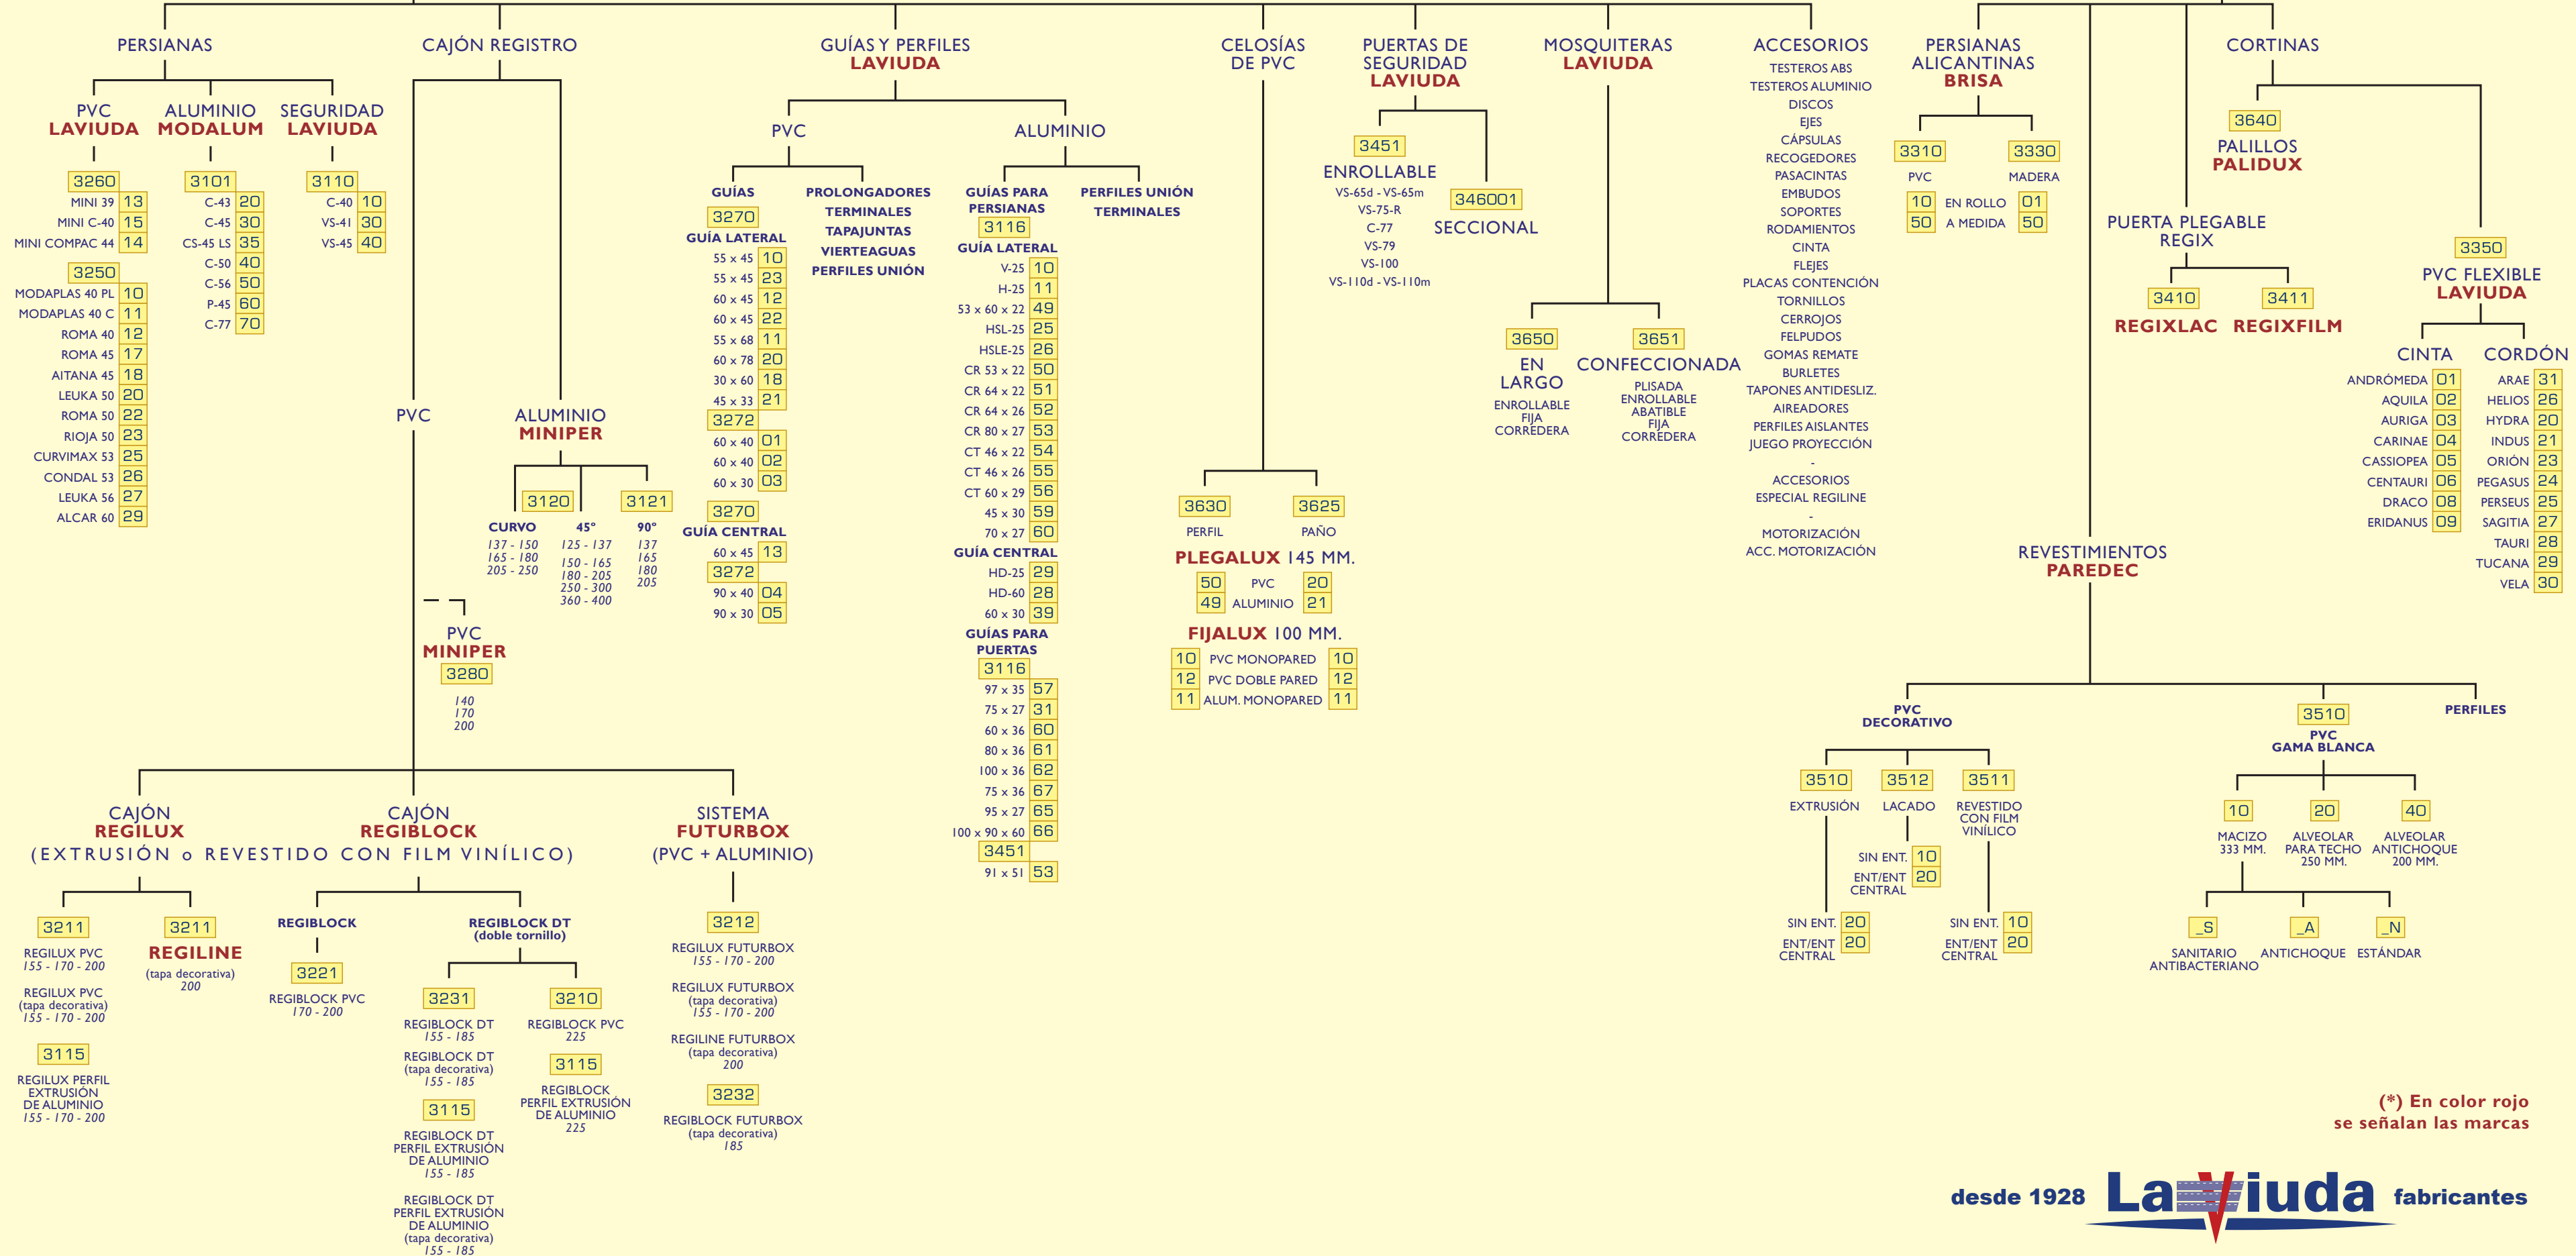 PERSIANAS
PVC
LAVIUDA
3260
MINI 39 13
MINI C-40 15
MINI COMPAC 44 14
3250
MODAPLAS 40 PL 10
MODAPLAS 40 C 11
ROMA 40 12
ROMA 45 17
AITANA 45 18
LEUKA 50 20
ROMA 50 22
RIOJA 50 23
CURVIMAX 53 25
CONDAL 53 26
LEUKA 56 27
ALCAR 60 29
ALUMINIO
MODALUM
3101
C-43 20
C-45 30
CS-45 LS 35
C-50 40
C-56 50
P-45 60
C-77 70
SEGURIDAD
LAVIUDA
3110
C-40 10
VS-41 30
VS-45 40
CAJÓN REGISTRO
PVC
ALUMINIO
MINIPER
3120
CURVO
137 - 150
165 - 180
205 - 250
45º
125 - 137
150 - 165
180 - 205
250 - 300
360 - 400
3121
90º
137
165
180
205
PVC
MINIPER
3280
140
170
200
CAJÓN
REGILUX
CAJÓN
REGIBLOCK
(EXTRUSIÓN o REVESTIDO CON FILM VINÍLICO)
3211
REGILUX PVC
155 - 170 - 200
REGILUX PVC
(tapa decorativa)
155 - 170 - 200
3115
REGILUX PERFIL
EXTRUSIÓN
DE ALUMINIO
155 - 170 - 200
3211
REGILINE
(tapa decorativa)
200
REGIBLOCK
3221
REGIBLOCK PVC
170 - 200
REGIBLOCK DT
(doble tornillo)
3231
REGIBLOCK DT
155 - 185
REGIBLOCK DT
(tapa decorativa)
155 - 185
3115
REGIBLOCK DT
PERFIL EXTRUSIÓN
DE ALUMINIO
155 - 185
REGIBLOCK DT
PERFIL EXTRUSIÓN
DE ALUMINIO
(tapa decorativa)
155 - 185
3210
REGIBLOCK PVC
225
3115
REGIBLOCK
PERFIL EXTRUSIÓN
DE ALUMINIO
225
SISTEMA
FUTURBOX
(PVC + ALUMINIO)
3212
REGILUX FUTURBOX
155 - 170 - 200
REGILUX FUTURBOX
(tapa decorativa)
155 - 170 - 200
REGILINE FUTURBOX
(tapa decorativa)
200
3232
REGIBLOCK FUTURBOX
(tapa decorativa)
185
GUÍAS Y PERFILES
LAVIUDA
PVC
GUÍAS
3270
GUÍA LATERAL
55 x 45 10
55 x 45 23
60 x 45 12
60 x 45 22
55 x 68 11
60 x 78 20
30 x 60 18
45 x 33 21
3272
60 x 40 01
60 x 40 02
60 x 30 03
3270
GUÍA CENTRAL
60 x 45 13
3272
90 x 40 04
90 x 30 05
PROLONGADORES
TERMINALES
TAPAJUNTAS
VIERTEAGUAS
PERFILES UNIÓN
ALUMINIO
GUÍAS PARA
PERSIANAS
3116
GUÍA LATERAL
V-25 10
H-25 11
53 x 60 x 22 49
HSL-25 25
HSLE-25 26
CR 53 x 22 50
CR 64 x 22 51
CR 64 x 26 52
CR 80 x 27 53
CT 46 x 22 54
CT 46 x 26 55
CT 60 x 29 56
45 x 30 59
70 x 27 60
GUÍA CENTRAL
HD-25 29
HD-60 28
60 x 30 39
GUÍAS PARA
PUERTAS
3116
97 x 35 57
75 x 27 31
60 x 36 60
80 x 36 61
100 x 36 62
75 x 36 67
95 x 27 65
100 x 90 x 60 66
3451
91 x 51 53
PERFILES UNIÓN
TERMINALES
CELOSÍAS
DE PVC
3630
PERFIL
3625
PAÑO
PLEGALUX 145 MM.
50 PVC 20
49 ALUMINIO 21
FIJALUX 100 MM.
10 PVC MONOPARED 10
12 PVC DOBLE PARED 12
11 ALUM. MONOPARED 11
PUERTAS DE
SEGURIDAD
LAVIUDA
3451
ENROLLABLE
VS-65d - VS-65m
VS-75-R
C-77
VS-79
VS-100
VS-110d - VS-110m
346001
SECCIONAL
MOSQUITERAS
LAVIUDA
3650
EN
LARGO
ENROLLABLE
FIJA
CORREDERA
3651
CONFECCIONADA
PLISADA
ENROLLABLE
ABATIBLE
FIJA
CORREDERA
ACCESORIOS
TESTEROS ABS
TESTEROS ALUMINIO
DISCOS
EJES
CÁPSULAS
RECOGEDORES
PASACINTAS
EMBUDOS
SOPORTES
RODAMIENTOS
CINTA
FLEJES
PLACAS CONTENCIÓN
TORNILLOS
CERROJOS
FELPUDOS
GOMAS REMATE
BURLETES
TAPONES ANTIDESLIZ.
AIREADORES
PERFILES AISLANTES
JUEGO PROYECCIÓN
-
ACCESORIOS
ESPECIAL REGILINE
-
MOTORIZACIÓN
ACC. MOTORIZACIÓN
PERSIANAS
ALICANTINAS
BRISA
3310
PVC
3330
MADERA
10 EN ROLLO 01
50 A MEDIDA 50
REVESTIMIENTOS
PAREDEC
PVC
DECORATIVO
3510
EXTRUSIÓN
SIN ENT. 20
ENT/ENT 20
CENTRAL
3512
LACADO
SIN ENT. 10
ENT/ENT 20
CENTRAL
3511
REVESTIDO
CON FILM
VINÍLICO
SIN ENT. 10
ENT/ENT 20
CENTRAL
3510
PVC
GAMA BLANCA
10
MACIZO
333 MM.
20
ALVEOLAR
PARA TECHO
250 MM.
40
ALVEOLAR
ANTICHOQUE
200 MM.
_S
SANITARIO
ANTIBACTERIANO
_A
ANTICHOQUE
_N
ESTÁNDAR
PERFILES
PUERTA PLEGABLE
REGIX
3410
REGIXLAC
3411
REGIXFILM
CORTINAS
3640
PALILLOS
PALIDUX
3350
PVC FLEXIBLE
LAVIUDA
CINTA
ANDRÓMEDA 01
AQUILA 02
AURIGA 03
CARINAE 04
CASSIOPEA 05
CENTAURI 06
DRACO 08
ERIDANUS 09
CORDÓN
ARAE 31
HELIOS 26
HYDRA 20
INDUS 21
ORIÓN 23
PEGASUS 24
PERSEUS 25
SAGITIA 27
TAURI 28
TUCANA 29
VELA 30
(*) En color rojo
se señalan las marcas
desde 1928 LaViuda fabricantes